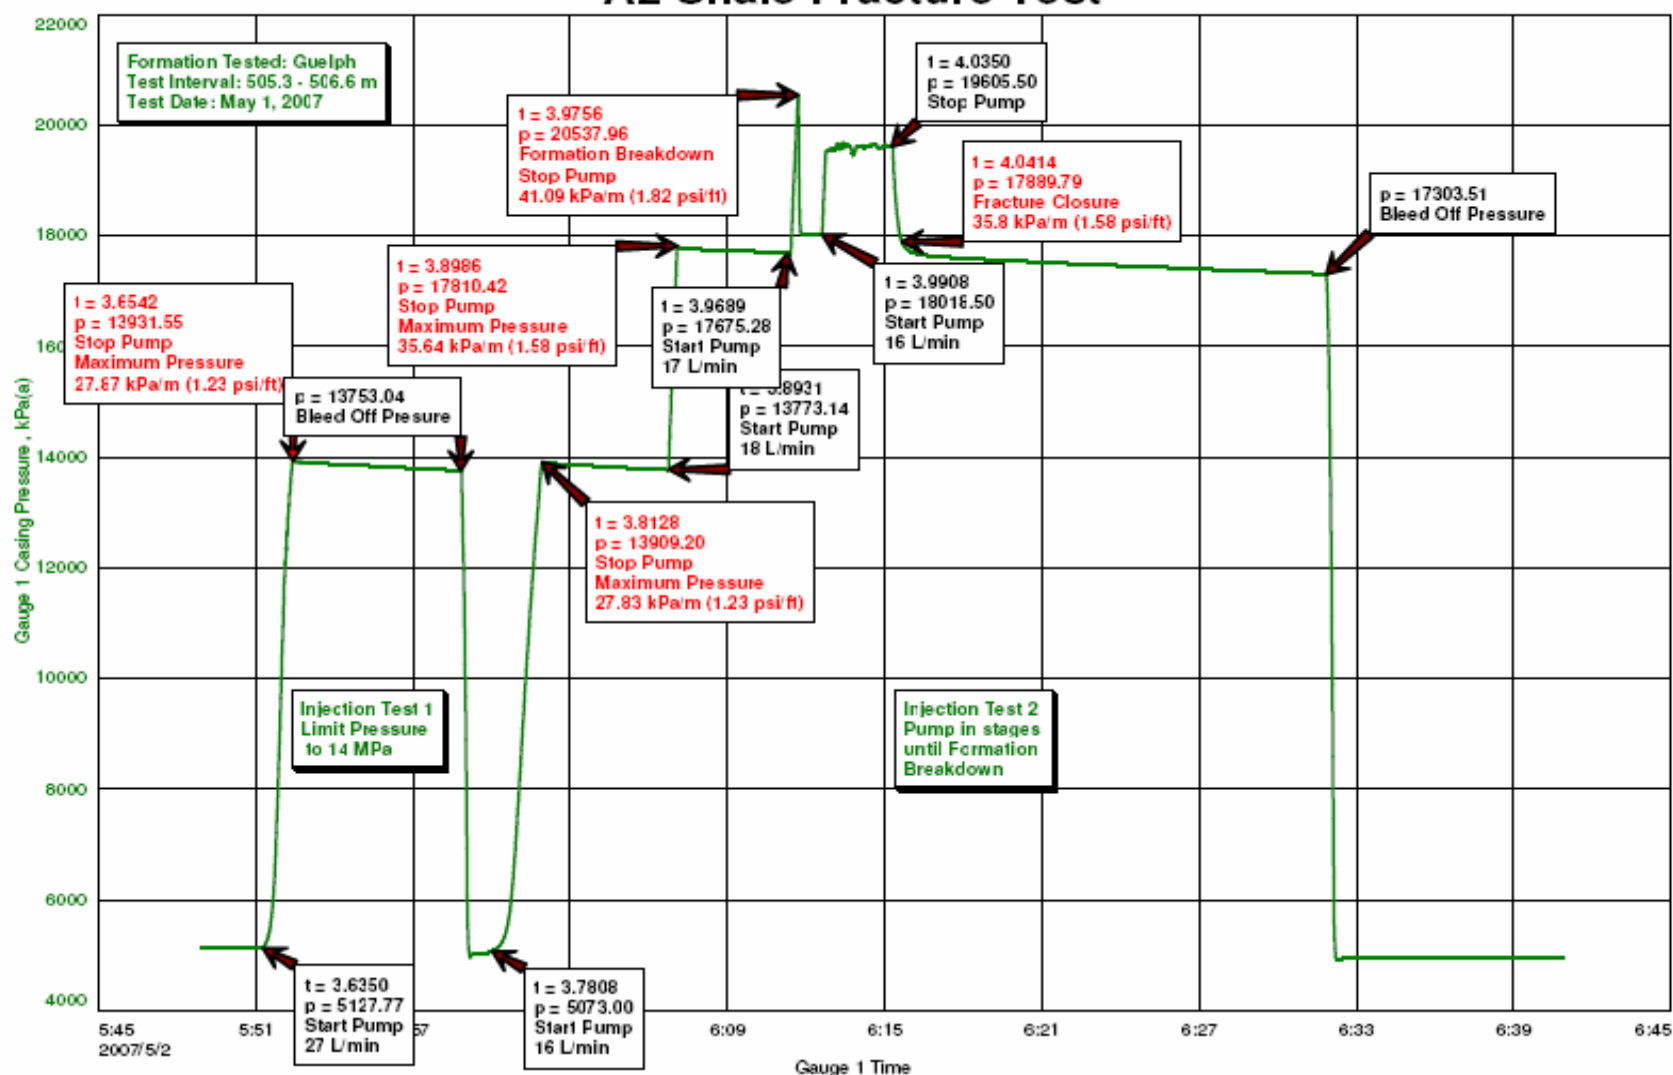 A2 Shale Fracture Test
22000
20000
18000
14000
12000
10000
8000
6000
4000
Gauge 1 Casing Pressure , kPa(a)
Formation Tested: Guelph
Test Interval: 505.3 - 506.6 m
Test Date: May 1, 2007
t = 3.9756
p = 20537.96
Formation Breakdown
Stop Pump
41.09 kPa/m (1.82 psi/ft)
t = 4.0350
p = 19605.50
Stop Pump
t = 4.0414
p = 17889.79
Fracture Closure
35.8 kPa/m (1.58 psi/ft)
p = 17303.51
Bleed Off Pressure
t = 3.6542
p = 13931.55
Stop Pump
Maximum Pressure
27.87 kPa/m (1.23 psi/ft)
t = 3.8986
p = 17810.42
Stop Pump
Maximum Pressure
35.64 kPa/m (1.58 psi/ft)
t = 3.9689
p = 17675.28
Start Pump
17 L/min
t = 3.9908
p = 18018.50
Start Pump
16 L/min
p = 13753.04
Bleed Off Presure
t = 3.8931
p = 13773.14
Start Pump
18 L/min
t = 3.8128
p = 13909.20
Stop Pump
Maximum Pressure
27.83 kPa/m (1.23 psi/ft)
Injection Test 1
Limit Pressure
to 14 MPa
Injection Test 2
Pump in stages
until Formation
Breakdown
t = 3.6350
p = 5127.77
Start Pump
27 L/min
t = 3.7808
p = 5073.00
Start Pump
16 L/min
5:45
5:51
6:09
6:15
6:21
6:27
6:33
6:39
6:45
2007/5/2
Gauge 1 Time